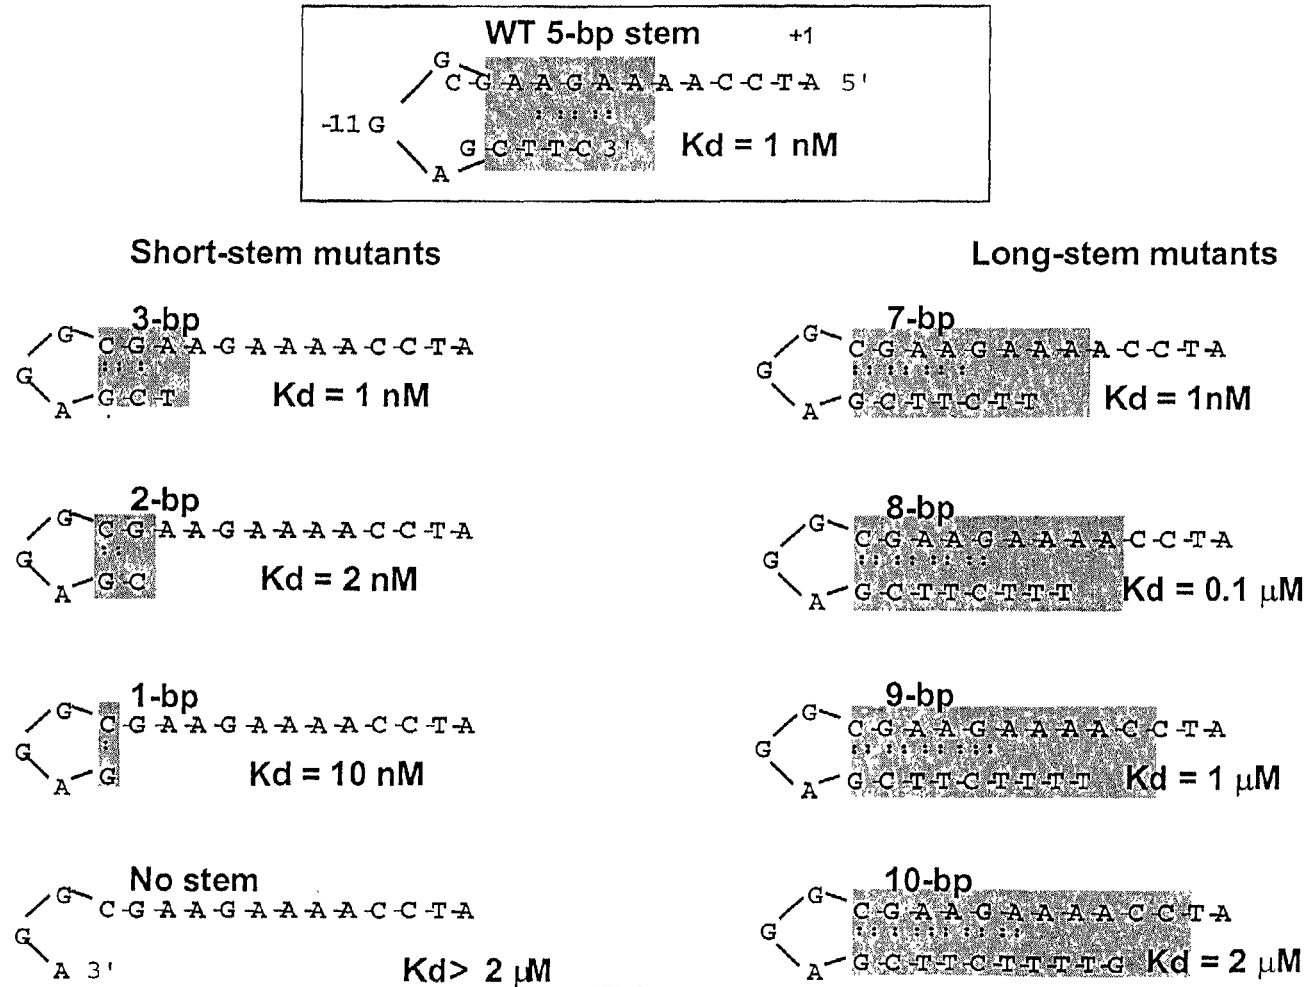 WT 5-bp stem +1
G
C-G-A-A-G-A-A-A-A-C-C-T-A 5'
-11 G
G-C-T-T-C 3' Kd = 1 nM
A
Short-stem mutants Long-stem mutants
3-bp
G
C-G-A-A-G-A-A-A-A-C-C-T-A
G
G-C-T
A
Kd = 1 nM
7-bp
G
C-G-A-A-G-A-A-A-A-C-C-T-A
G
G-C-T-T-C-T-T
A
Kd = 1nM
2-bp
G
C-G-A-A-G-A-A-A-A-C-C-T-A
G
G-C
A
Kd = 2 nM
8-bp
G
C-G-A-A-G-A-A-A-A-C-C-T-A
G
G-C-T-T-C-T-T-T
A
Kd = 0.1 µM
1-bp
G
C-G-A-A-G-A-A-A-A-C-C-T-A
G
G
A
Kd = 10 nM
9-bp
G
C-G-A-A-G-A-A-A-A-C-C-T-A
G
G-C-T-T-C-T-T-T-T
A
Kd = 1 µM
No stem
G
C-G-A-A-G-A-A-A-A-C-C-T-A
G
A 3'
Kd> 2 µM
10-bp
G
C-G-A-A-G-A-A-A-A-C-C-T-A
G
G-C-T-T-C-T-T-T-T-G
A
Kd = 2 µM